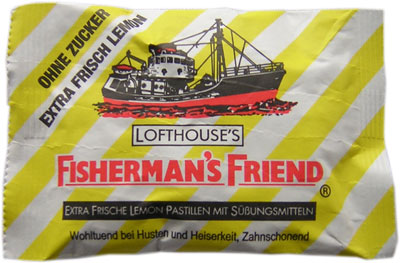 OHNE ZUCKER
EXTRA FRISCH LEMON
LOFTHOUSE'S
FISHERMAN'S FRIEND
®
EXTRA FRISCHE LEMON PASTILLEN MIT SÜßUNGSMITTELN
Wohltuend bei Husten und Heiserkeit, Zahnschonend